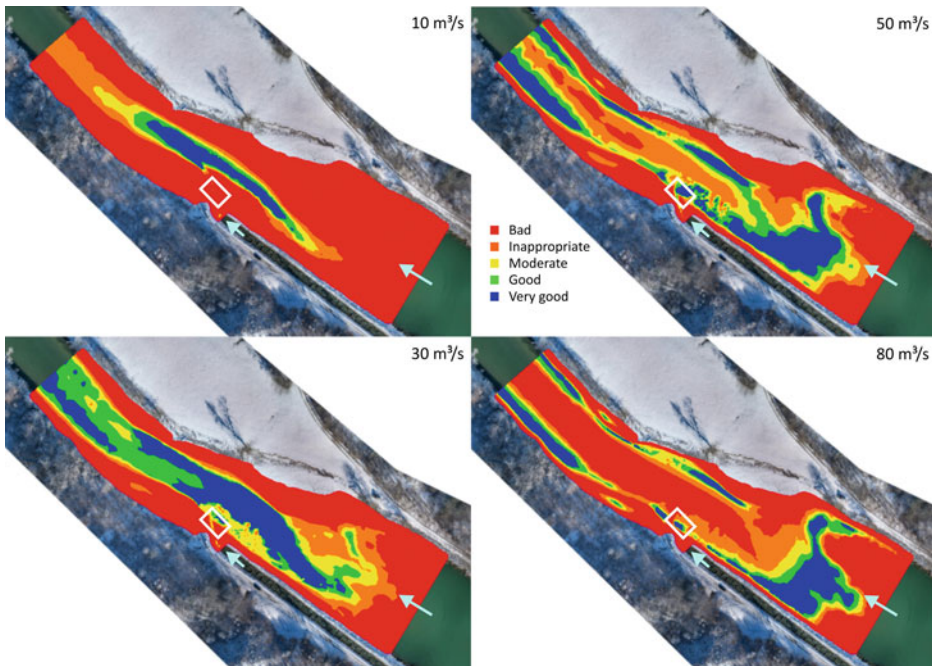 10 m³/s
50 m³/s
Bad
Inappropriate
Moderate
Good
Very good
30 m³/s
80 m³/s